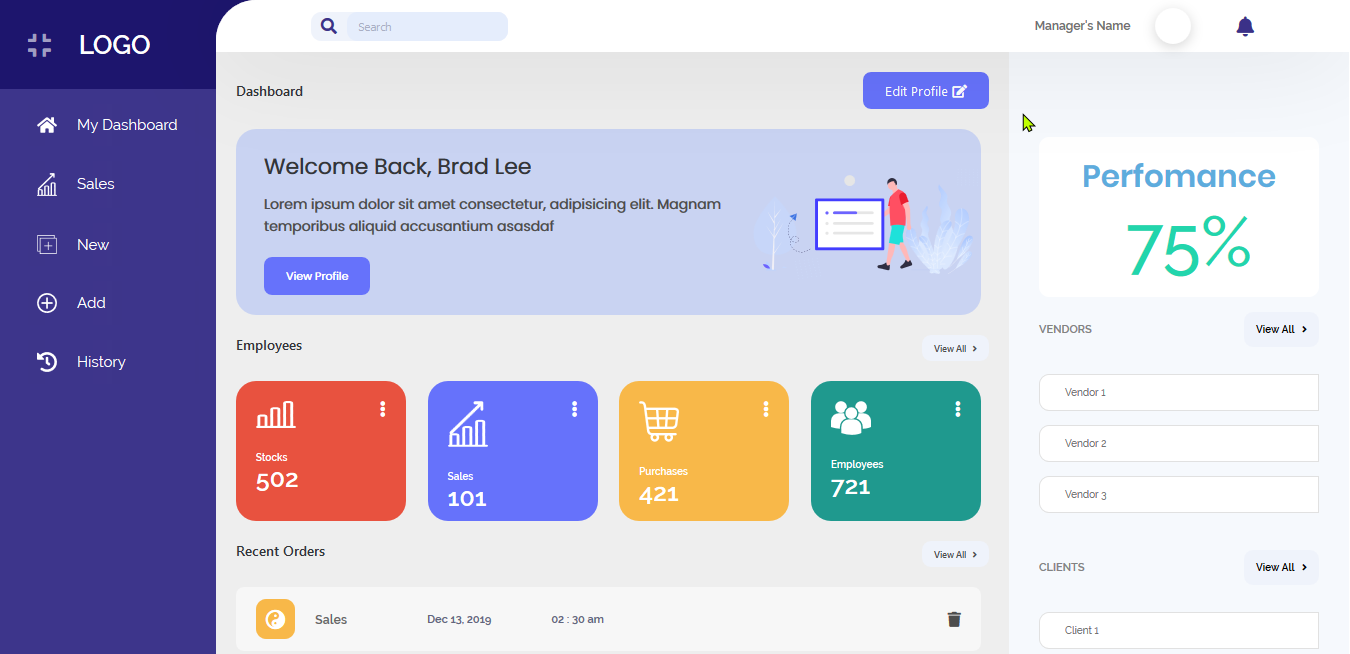 LOGO
Search
Manager's Name
My Dashboard
Sales
New
Add
History
Dashboard
Edit Profile
Welcome Back, Brad Lee
Lorem ipsum dolor sit amet consectetur, adipisicing elit. Magnam
temporibus aliquid accusantium asasdaf
View Profile
Employees
View All
Stocks
502
Sales
101
Purchases
421
Employees
721
Recent Orders
View All
Sales
Dec 13, 2019
02 : 30 am
Perfomance
75%
VENDORS
View All
Vendor 1
Vendor 2
Vendor 3
CLIENTS
View All
Client 1